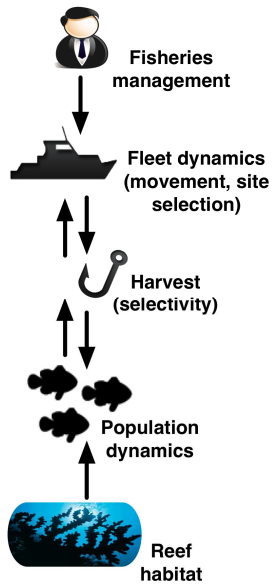 Fisheries
management
Fleet dynamics
(movement, site
selection)
Harvest
(selectivity)
Population
dynamics
Reef
habitat